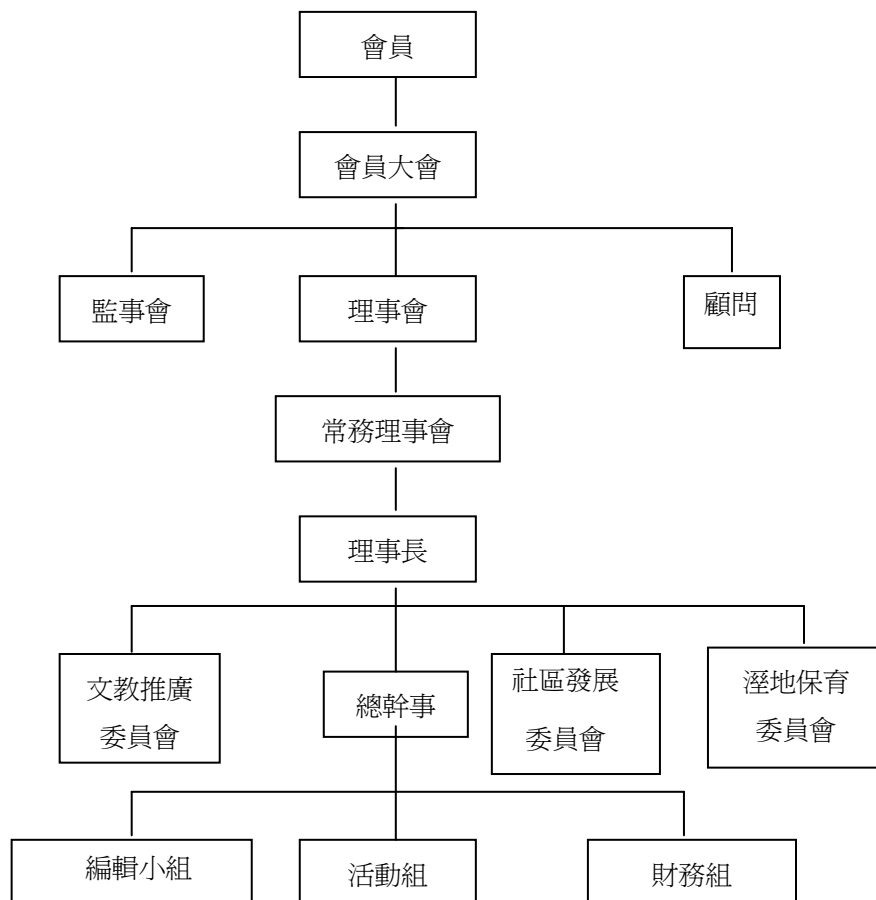 會員
會員大會
監事會
理事會
顧問
常務理事會
理事長
文教推廣
委員會
總幹事
社區發展
委員會
溼地保育
委員會
編輯小組
活動組
財務組